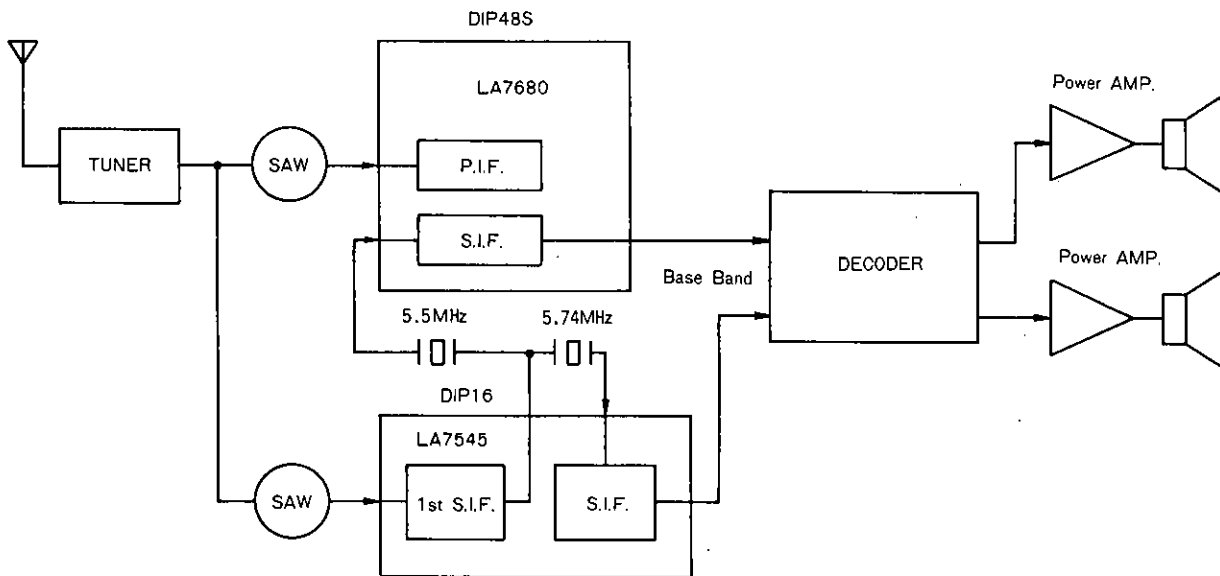 DIP48S
LA7680
Power AMP.
TUNER
SAW
P.I.F.
S.I.F.
Base Band
DECODER
Power AMP.
5.5MHz
5.74MHz
DIP16
LA7545
SAW
1st S.I.F.
S.I.F.